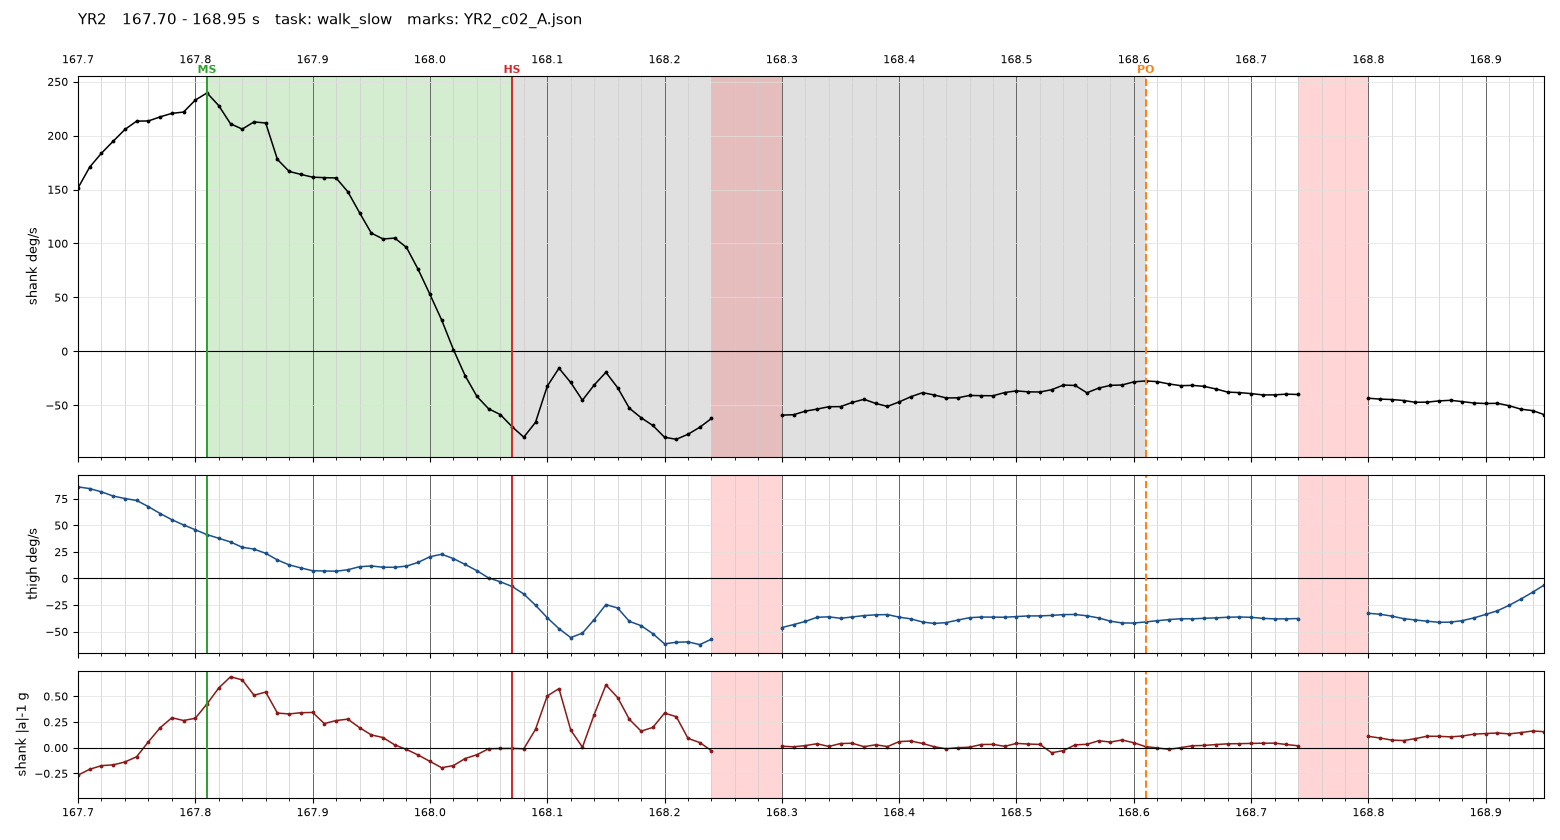 YR2   167.70 - 168.95 s   task: walk_slow   marks: YR2_c02_A.json
167.7 167.8 167.9 168.0 168.1 168.2 168.3 168.4 168.5 168.6 168.7 168.8 168.9
MS HS PO
250
200
150
100
50
0
−50
shank deg/s
75
50
25
0
−25
−50
thigh deg/s
0.50
0.25
0.00
−0.25
shank |a|-1 g
167.7 167.8 167.9 168.0 168.1 168.2 168.3 168.4 168.5 168.6 168.7 168.8 168.9